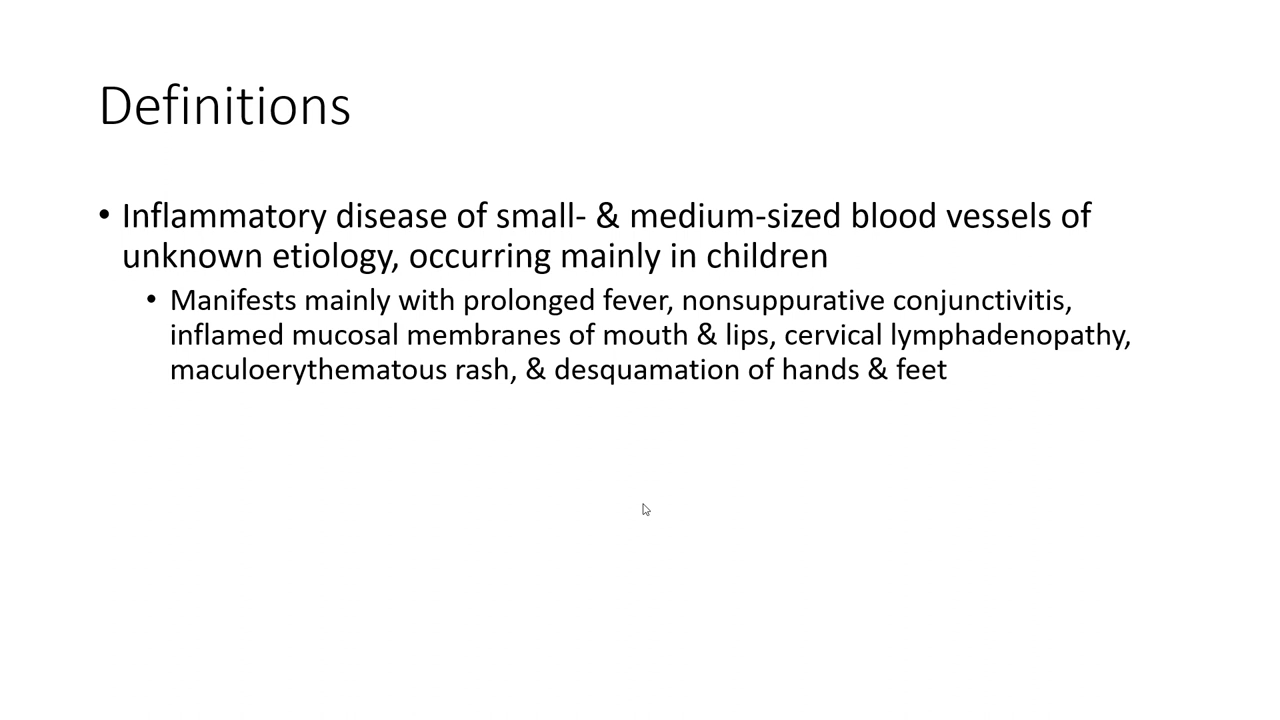 Definitions
• Inflammatory disease of small- & medium-sized blood vessels of
unknown etiology, occurring mainly in children
• Manifests mainly with prolonged fever, nonsuppurative conjunctivitis,
inflamed mucosal membranes of mouth & lips, cervical lymphadenopathy,
maculoerythematous rash, & desquamation of hands & feet